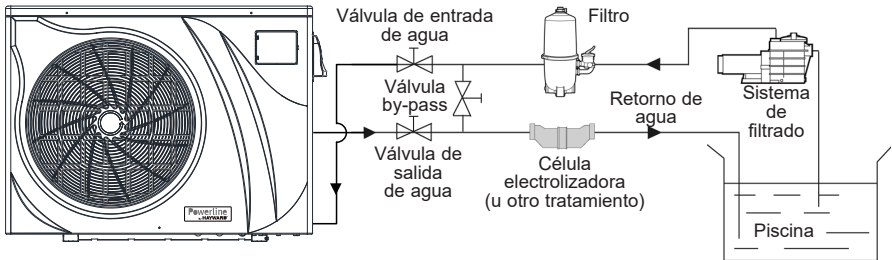 Válvula de entrada
de agua
Filtro
Válvula
by-pass
Retorno de
agua
Sistema
de
filtrado
Válvula de
salida
de agua
Célula
electrolizadora
(u otro tratamiento)
Piscina
Powerline
by HAYWARD